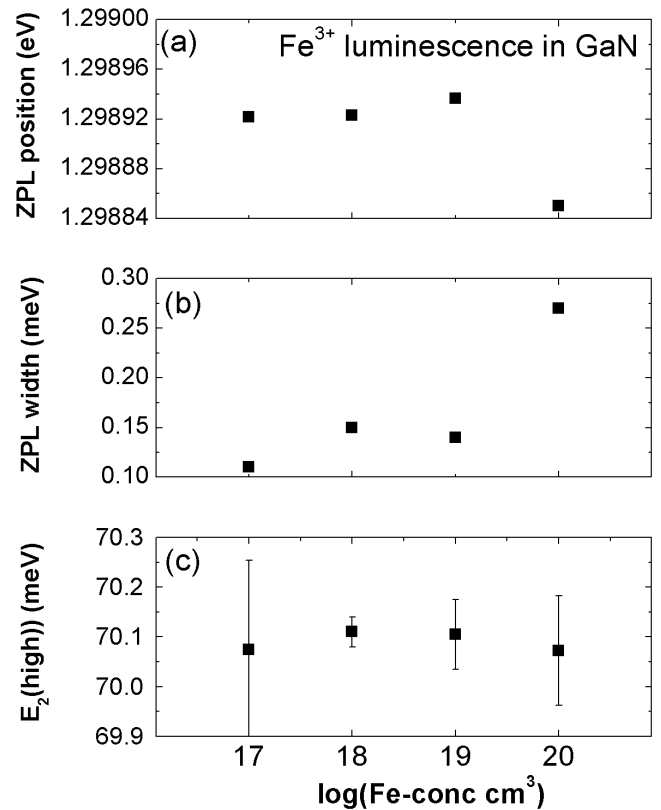 1.29900
(a)
Fe³⁺ luminescence in GaN
1.29896
1.29892
1.29888
1.29884
ZPL position (eV)
0.30
(b)
0.25
0.20
0.15
0.10
ZPL width (meV)
70.3
(c)
70.2
70.1
70.0
69.9
E₂(high)) (meV)
17 18 19 20
log(Fe-conc cm³)